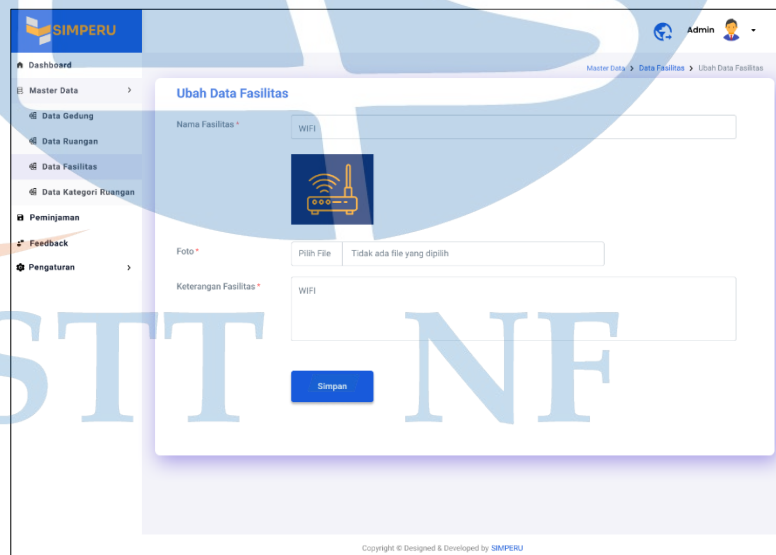 SIMPERU
Admin
Dashboard
Master Data
Data Gedung
Data Ruangan
Data Fasilitas
Data Kategori Ruangan
Peminjaman
Feedback
Pengaturan
Master Data > Data Fasilitas > Ubah Data Fasilitas
Ubah Data Fasilitas
Nama Fasilitas *
WIFI
Foto *
Pilih File Tidak ada file yang dipilih
Keterangan Fasilitas *
WIFI
Simpan
STT NF
Copyright © Designed & Developed by SIMPERU